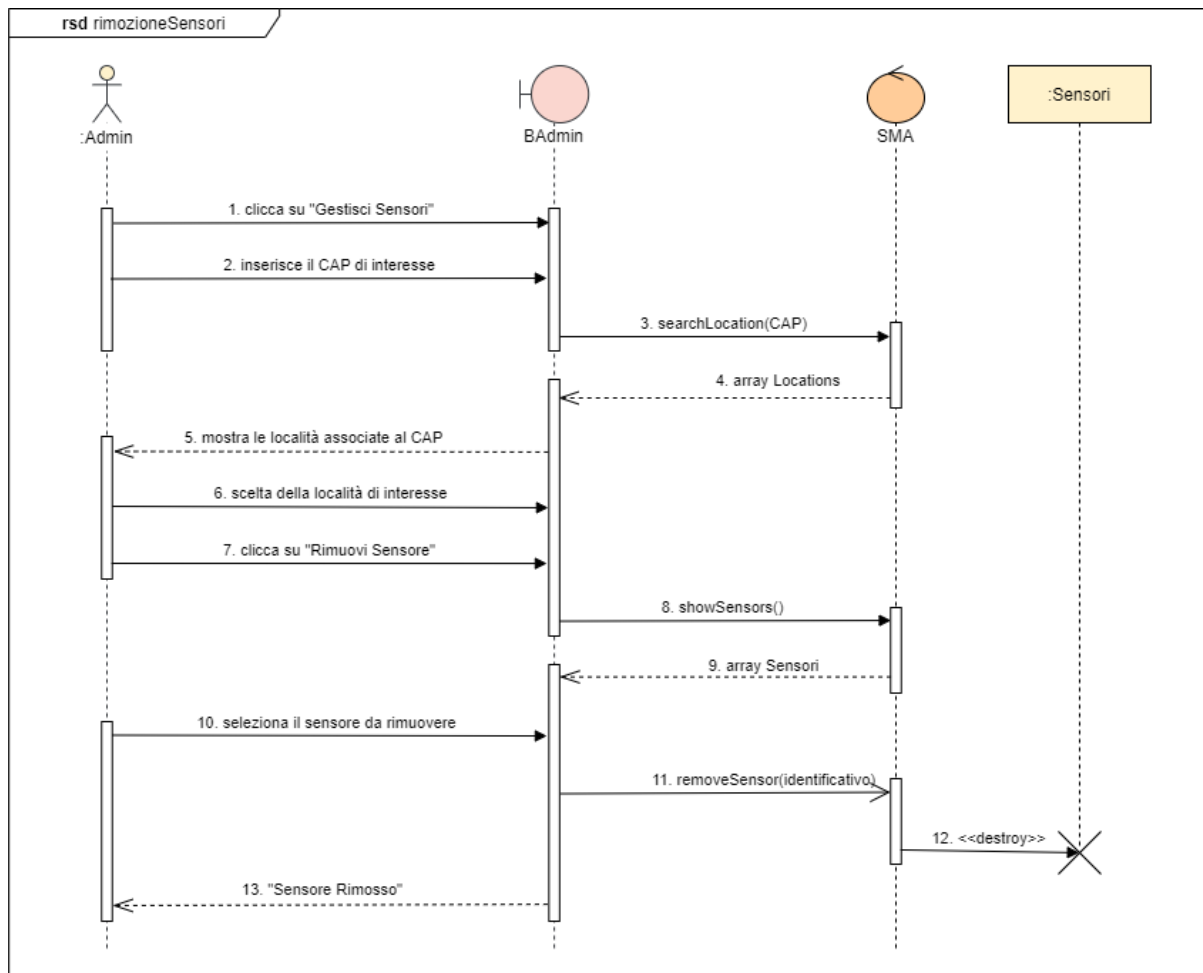 rsd rimozioneSensori
:Admin
BAdmin
SMA
:Sensori
1. clicca su "Gestisci Sensori"
2. inserisce il CAP di interesse
3. searchLocation(CAP)
4. array Locations
5. mostra le località associate al CAP
6. scelta della località di interesse
7. clicca su "Rimuovi Sensore"
8. showSensors()
9. array Sensori
10. seleziona il sensore da rimuovere
11. removeSensor(identificativo)
12. <<destroy>>
13. "Sensore Rimosso"